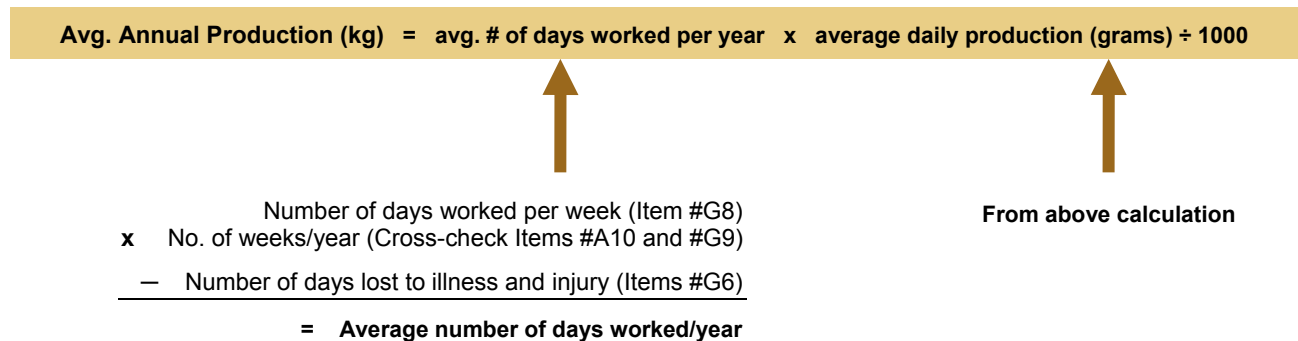 Avg. Annual Production (kg) = avg. # of days worked per year x average daily production (grams) ÷ 1000
Number of days worked per week (Item #G8)
x No. of weeks/year (Cross-check Items #A10 and #G9)
— Number of days lost to illness and injury (Items #G6)
= Average number of days worked/year
From above calculation